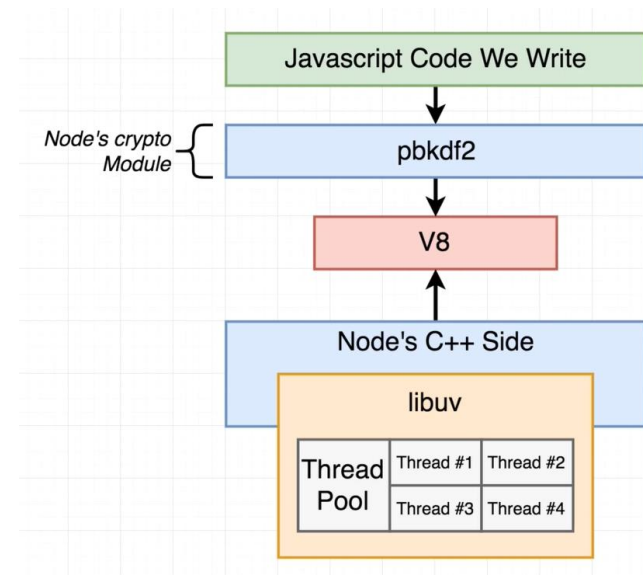 Javascript Code We Write
Node's crypto
Module
pbkdf2
V8
Node's C++ Side
libuv
Thread
Pool
Thread #1
Thread #2
Thread #3
Thread #4